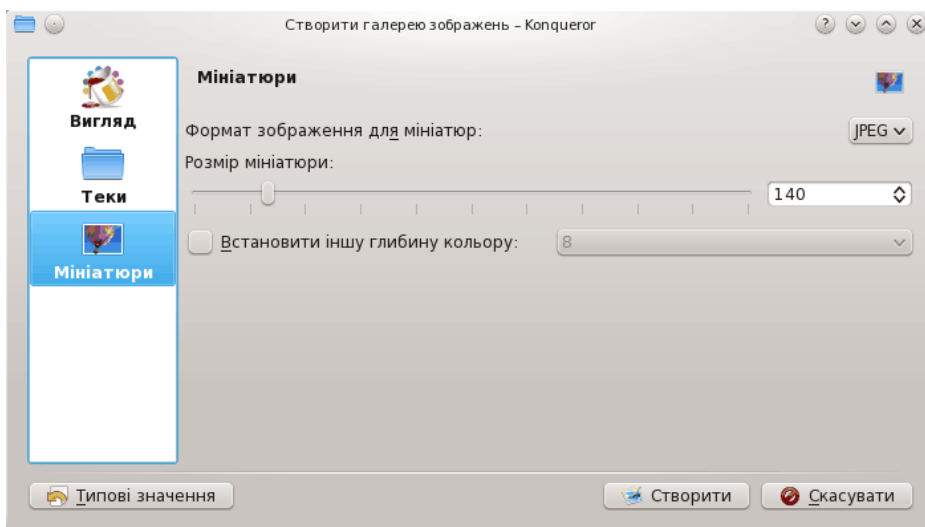 Створити галерею зображень – Konqueror
Вигляд
Теки
Мініатюри
Мініатюри
Формат зображення для мініатюр:
JPEG
Розмір мініатюри:
140
Встановити іншу глибину кольору:
8
Типові значення
Створити
Скасувати